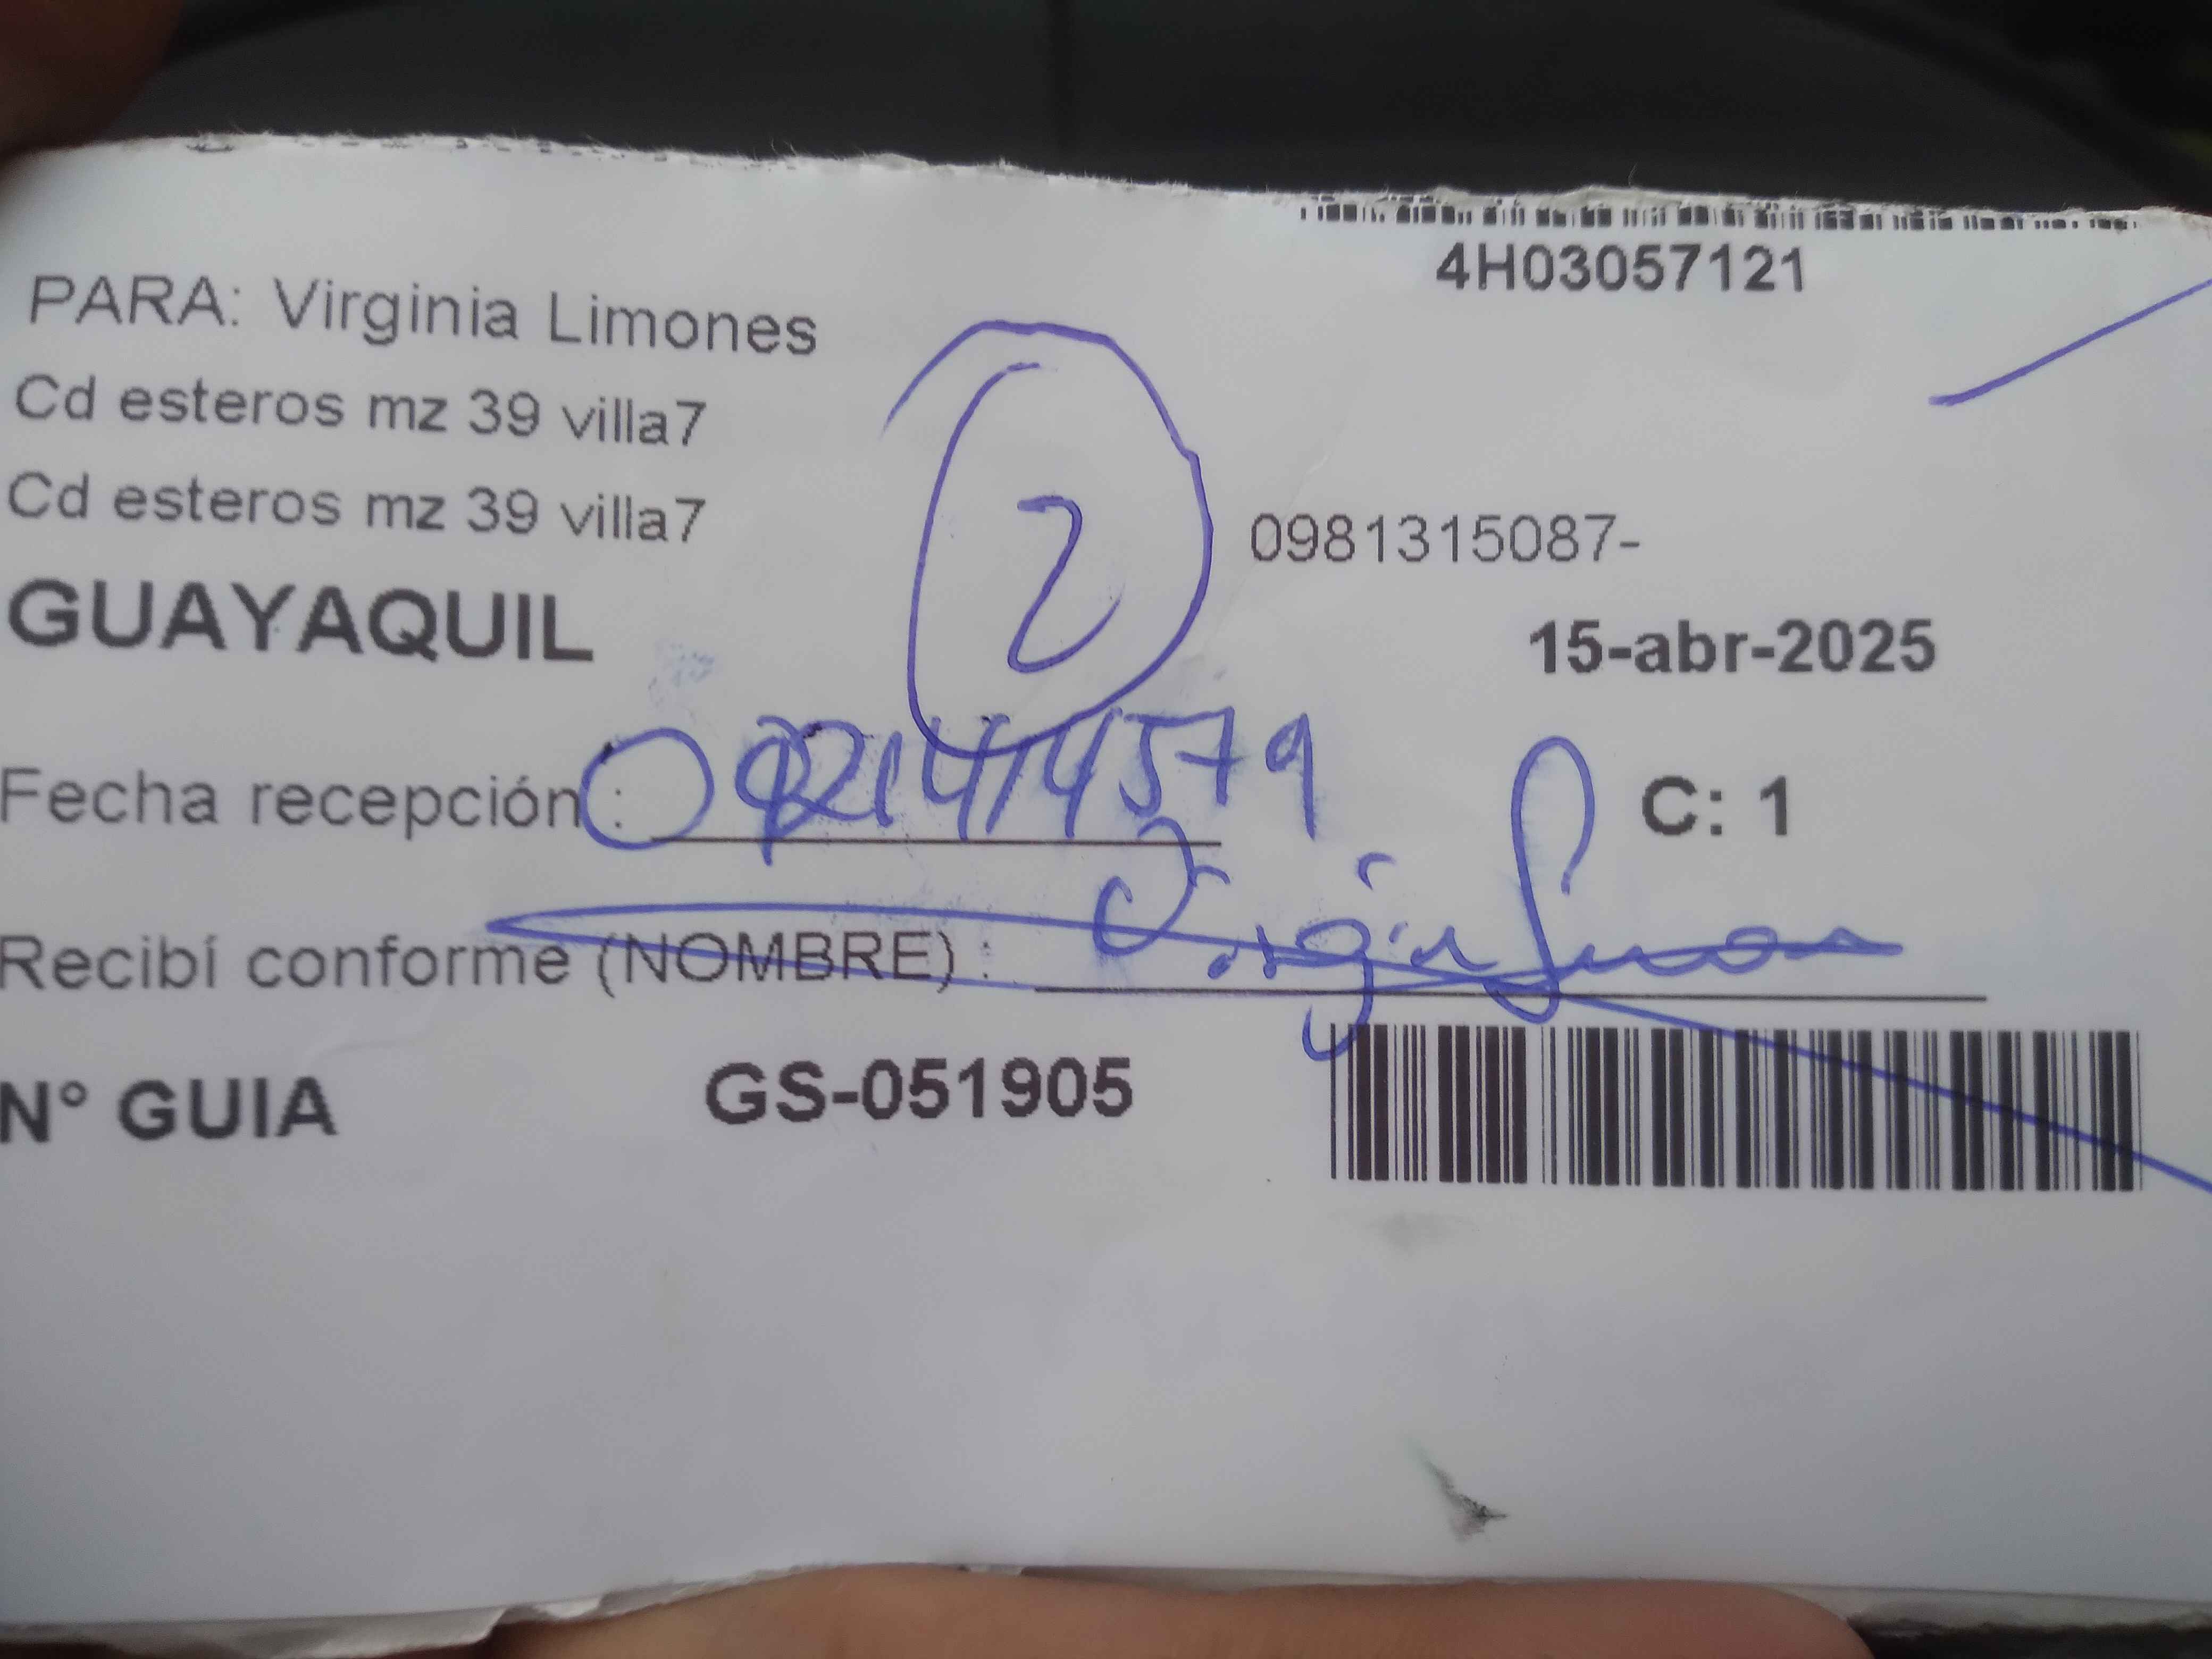 4H03057121
PARA: Virginia Limones
Cd esteros mz 39 villa7
Cd esteros mz 39 villa7
2
0981315087-
GUAYAQUIL
15-abr-2025
Fecha recepción : 0921414579
C: 1
Recibí conforme (NOMBRE) :
N° GUIA GS-051905